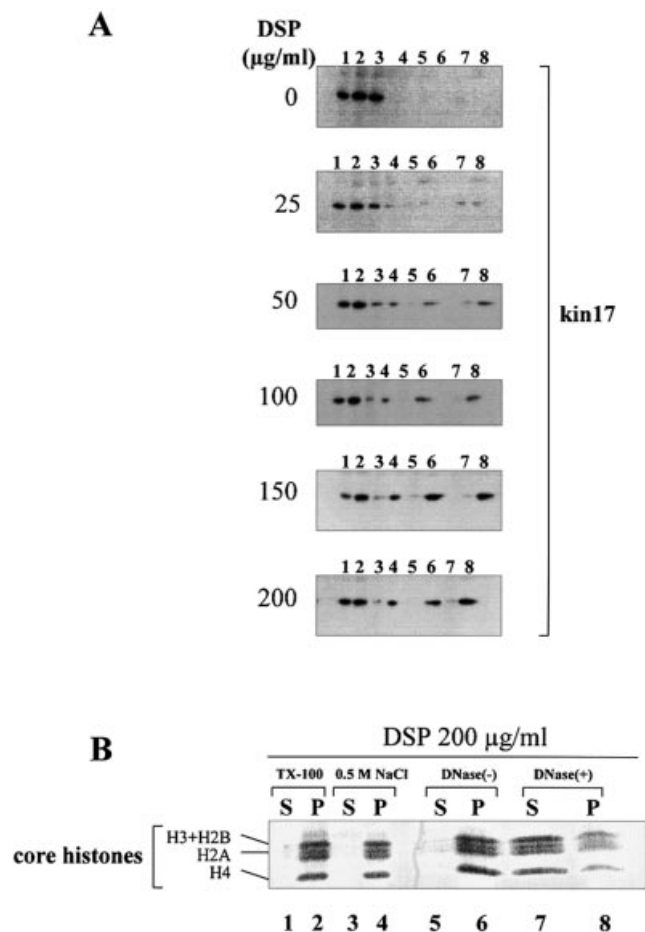 A
DSP
(µg/ml)
1 2 3 4 5 6 7 8
0
1 2 3 4 5 6 7 8
25
1 2 3 4 5 6 7 8
50
kin17
1 2 3 4 5 6 7 8
100
1 2 3 4 5 6 7 8
150
1 2 3 4 5 6 7 8
200
B
DSP 200 µg/ml
TX-100 0.5 M NaCl DNase(-) DNase(+)
S P S P S P S P
core histones
H3+H2B
H2A
H4
1 2 3 4 5 6 7 8